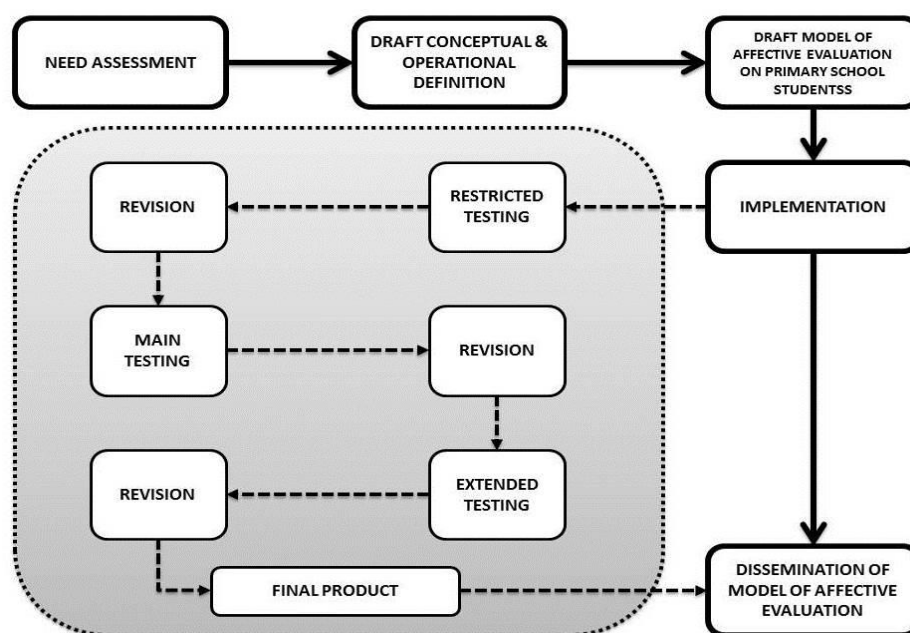 NEED ASSESSMENT
DRAFT CONCEPTUAL &
OPERATIONAL
DEFINITION
DRAFT MODEL OF
AFFECTIVE EVALUATION
ON PRIMARY SCHOOL
STUDENTSS
REVISION
RESTRICTED
TESTING
IMPLEMENTATION
MAIN
TESTING
REVISION
REVISION
EXTENDED
TESTING
FINAL PRODUCT
DISSEMINATION OF
MODEL OF AFFECTIVE
EVALUATION